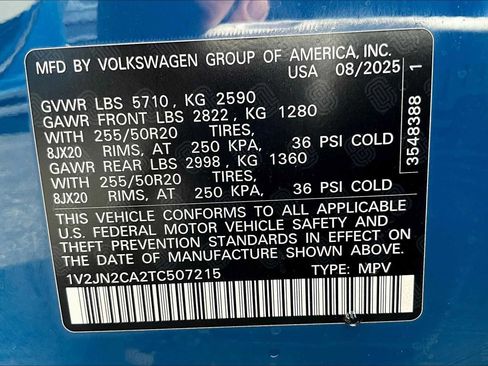 MFD BY VOLKSWAGEN GROUP OF AMERICA, INC.
USA 08/2025
GVWR LBS 5710, KG 2590
GAWR FRONT LBS 2822, KG 1280
WITH 255/50R20 TIRES,
8JX20 RIMS, AT 250 KPA, 36 PSI COLD
GAWR REAR LBS 2998, KG 1360
WITH 255/50R20 TIRES,
8JX20 RIMS, AT 250 KPA, 36 PSI COLD
THIS VEHICLE CONFORMS TO ALL APPLICABLE
U.S. FEDERAL MOTOR VEHICLE SAFETY AND
THEFT PREVENTION STANDARDS IN EFFECT ON
THE DATE OF MANUFACTURE SHOWN ABOVE.
1V2JN2CA2TC507215 TYPE: MPV
3548388 1